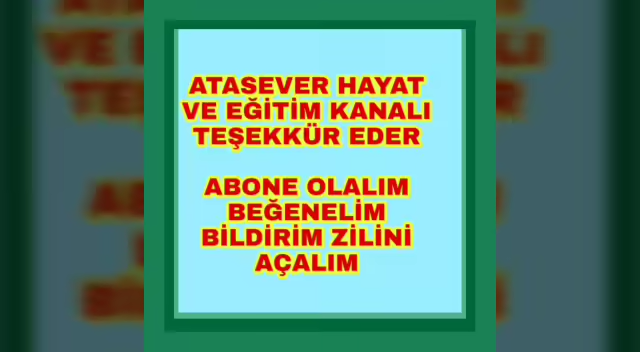 ATASEVER HAYAT
VE EĞİTİM KANALI
TEŞEKKÜR EDER
ABONE OLALIM
BEĞENELİM
BİLDİRİM ZİLİNİ
AÇALIM